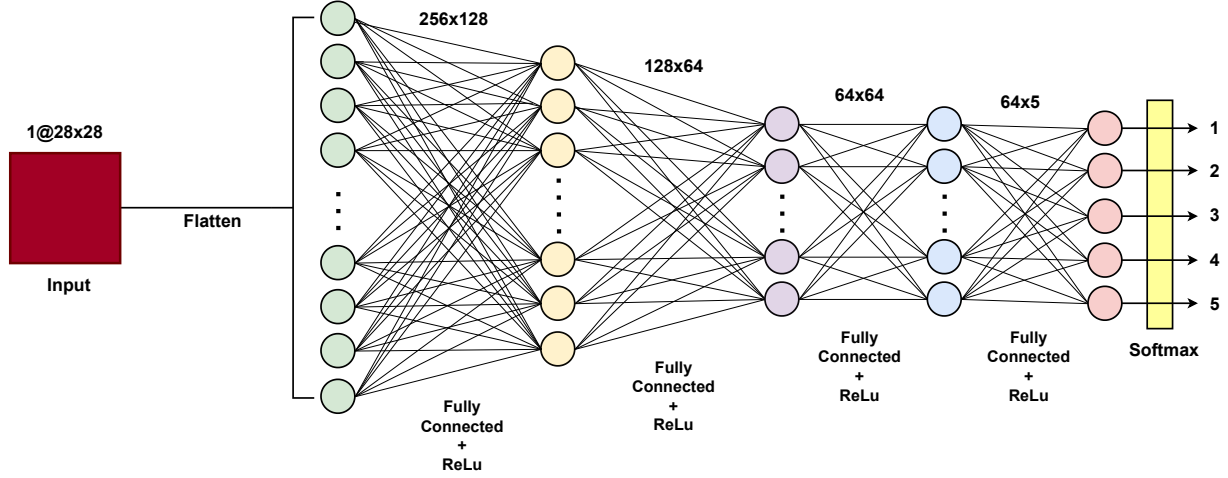 1@28x28
Input
Flatten
256x128
Fully
Connected
+
ReLu
128x64
Fully
Connected
+
ReLu
64x64
Fully
Connected
+
ReLu
64x5
Fully
Connected
+
ReLu
Softmax
1
2
3
4
5